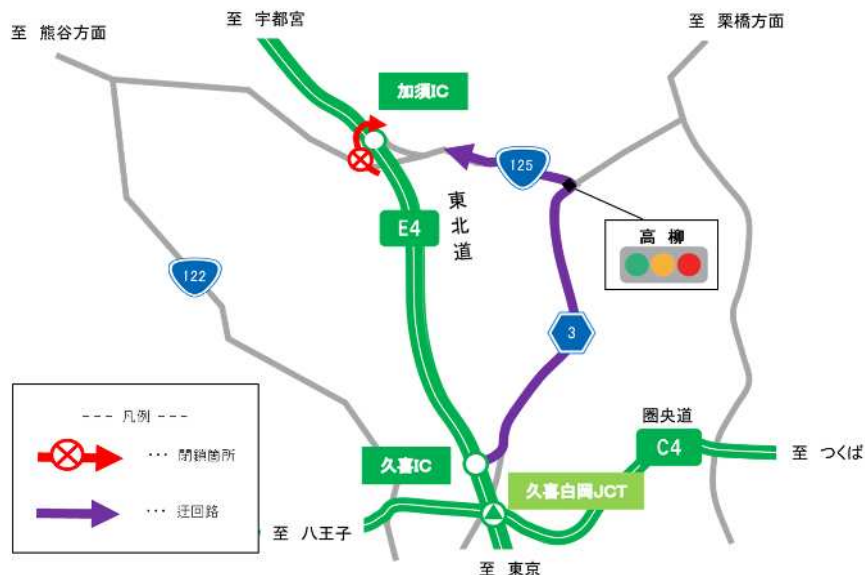 至 宇都宮
至 栗橋方面
至 熊谷方面
加須IC
125
東北道
E4
高 柳
122
3
--- 凡例 ---
… 閉鎖箇所
… 迂回路
圏央道
C4
至 つくば
久喜IC
久喜白岡JCT
至 八王子
至 東京